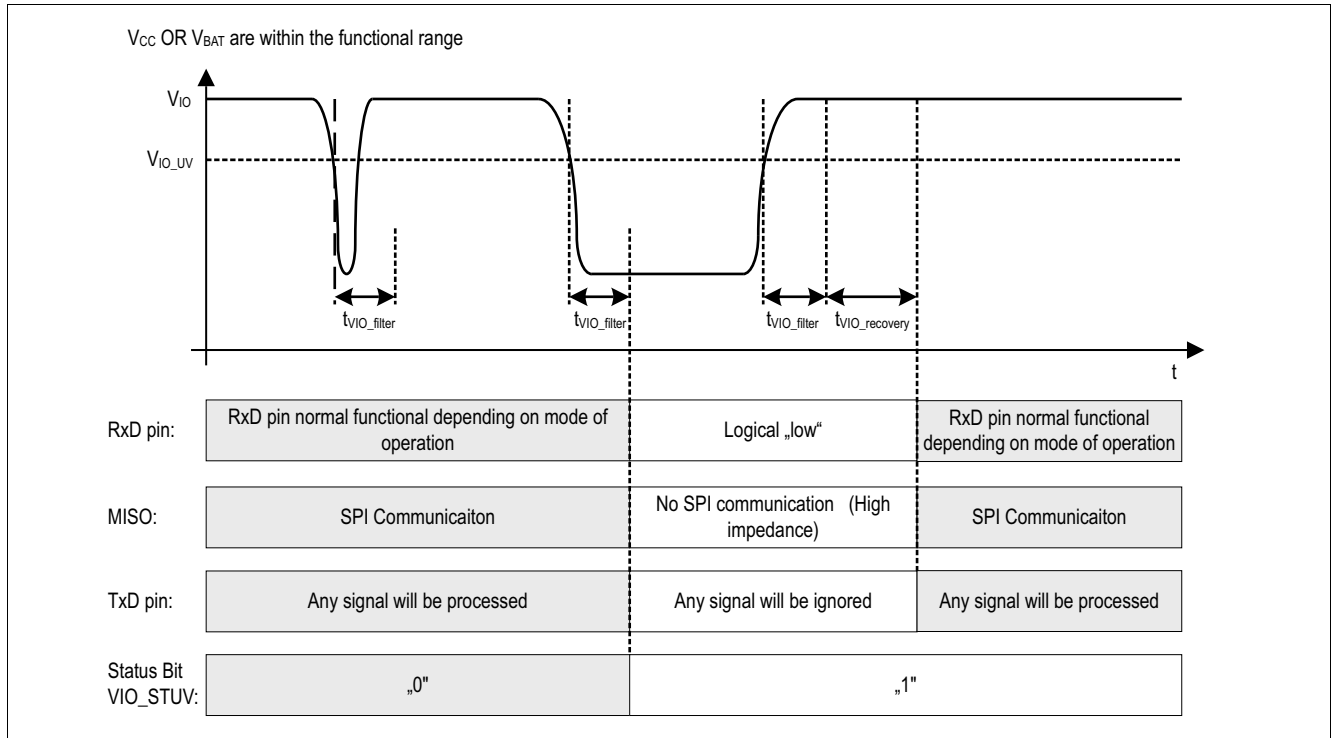 VCC OR VBAT are within the functional range
VIO
VIO_UV
tVIO_filter
tVIO_filter
tVIO_filter
tVIO_recovery
t
RxD pin:
RxD pin normal functional depending on mode of
operation
Logical „low“
RxD pin normal functional
depending on mode of operation
MISO:
SPI Communicaiton
No SPI communication (High
impedance)
SPI Communicaiton
TxD pin:
Any signal will be processed
Any signal will be ignored
Any signal will be processed
Status Bit
VIO_STUV:
„0"
„1"